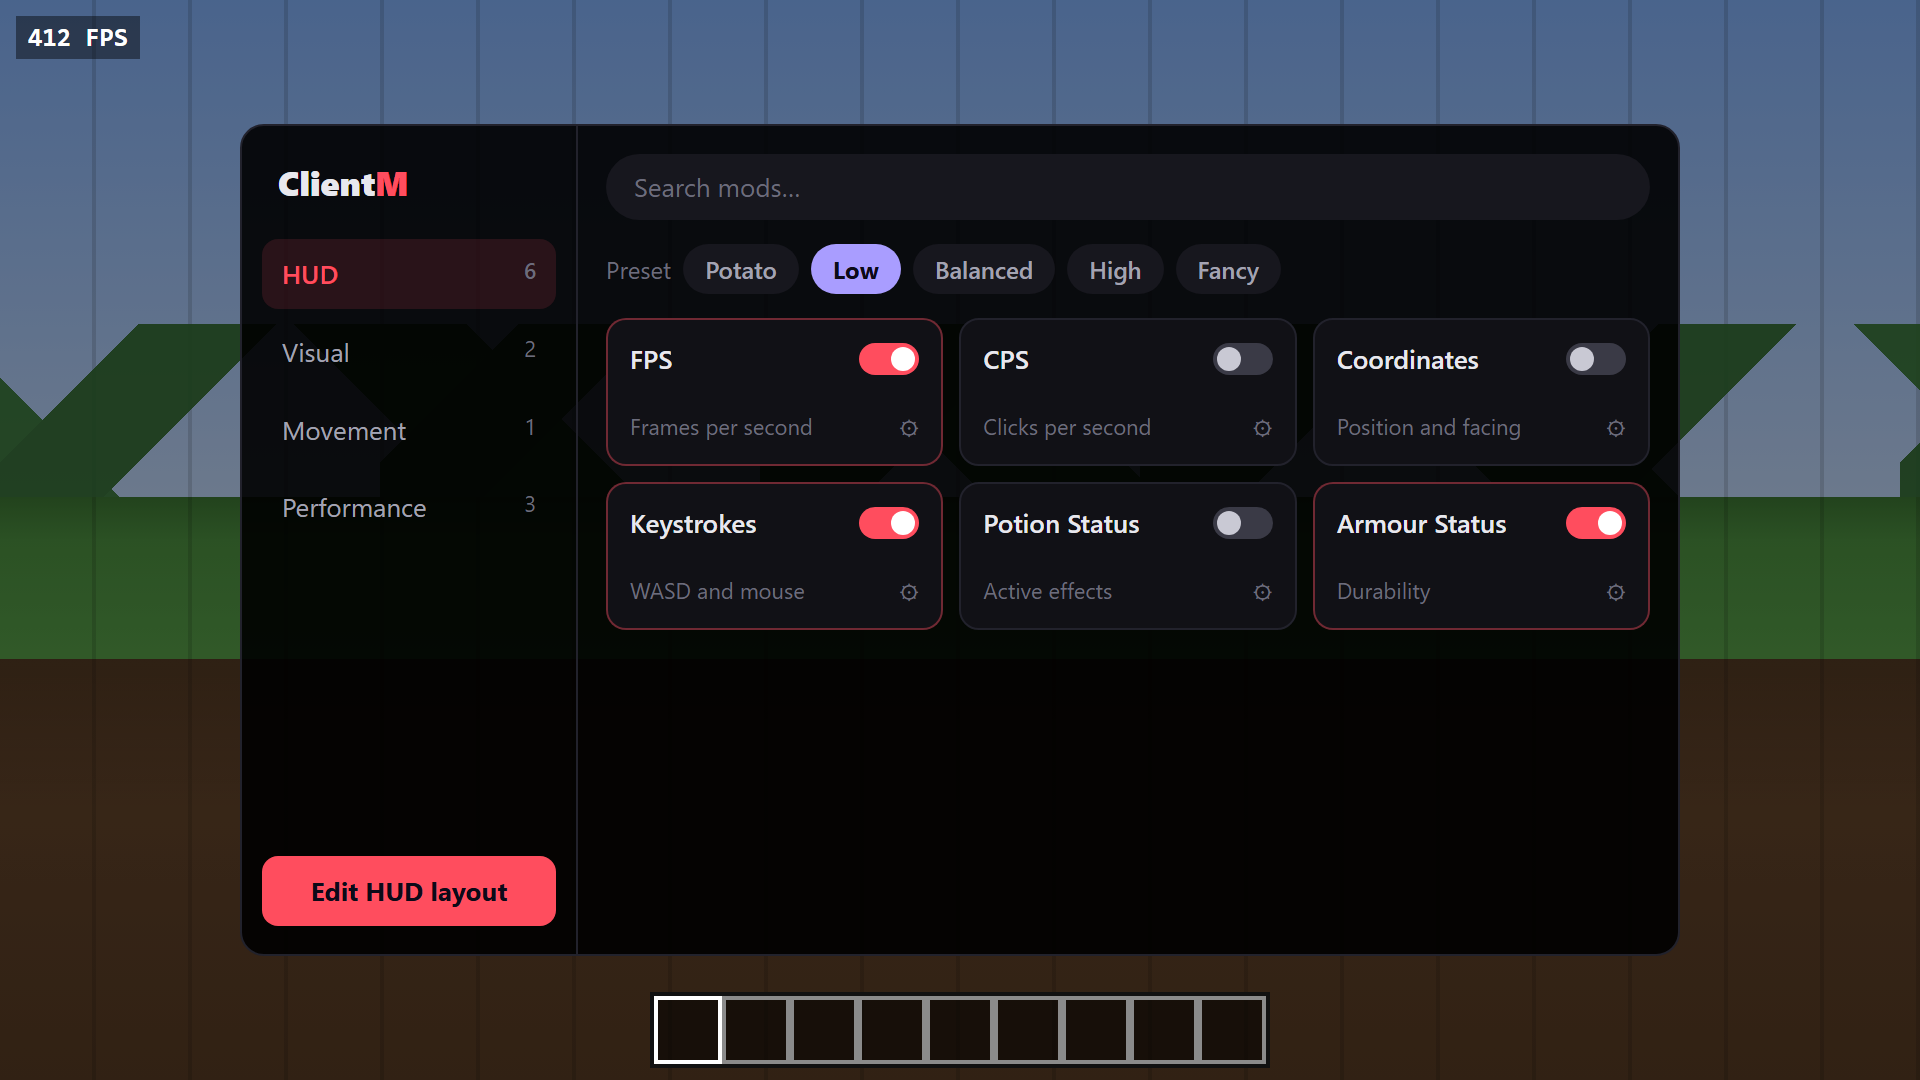 412 FPS
ClientM
HUD 6
Visual 2
Movement 1
Performance 3
Edit HUD layout
Search mods...
Preset Potato Low Balanced High Fancy
FPS
Frames per second
CPS
Clicks per second
Coordinates
Position and facing
Keystrokes
WASD and mouse
Potion Status
Active effects
Armour Status
Durability